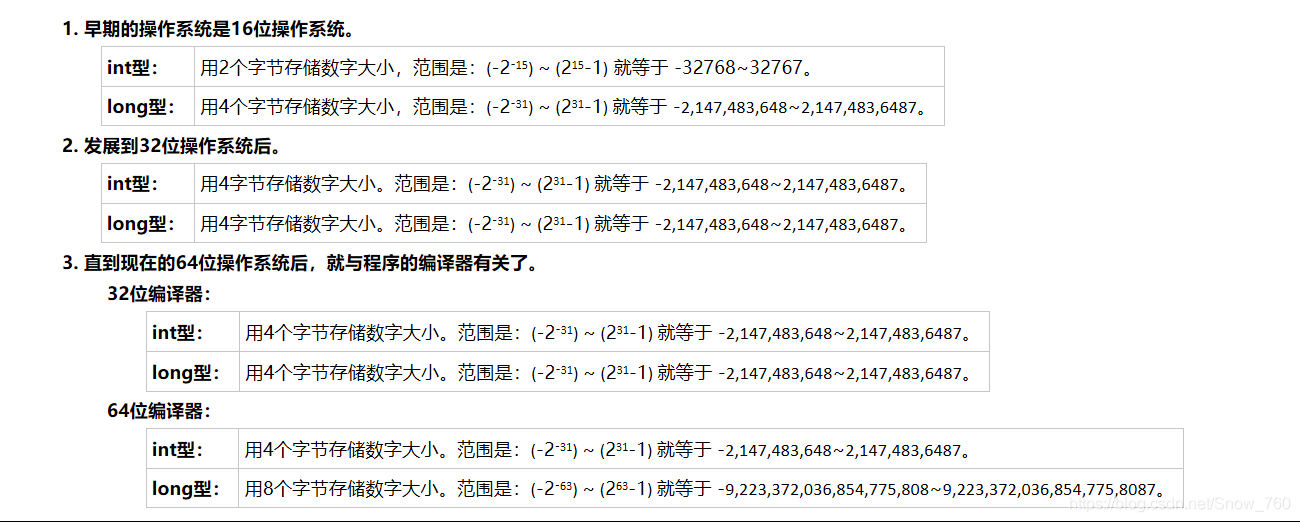 1. 早期的操作系统是16位操作系统。
int型： 用2个字节存储数字大小，范围是：(-2-15) ~ (215-1) 就等于 -32768~32767。
long型： 用4个字节存储数字大小，范围是：(-2-31) ~ (231-1) 就等于 -2,147,483,648~2,147,483,6487。
2. 发展到32位操作系统后。
int型： 用4字节存储数字大小。范围是：(-2-31) ~ (231-1) 就等于 -2,147,483,648~2,147,483,6487。
long型： 用4字节存储数字大小。范围是：(-2-31) ~ (231-1) 就等于 -2,147,483,648~2,147,483,6487。
3. 直到现在的64位操作系统后，就与程序的编译器有关了。
32位编译器：
int型： 用4个字节存储数字大小。范围是：(-2-31) ~ (231-1) 就等于 -2,147,483,648~2,147,483,6487。
long型： 用4个字节存储数字大小。范围是：(-2-31) ~ (231-1) 就等于 -2,147,483,648~2,147,483,6487。
64位编译器：
int型： 用4个字节存储数字大小。范围是：(-2-31) ~ (231-1) 就等于 -2,147,483,648~2,147,483,6487。
long型： 用8个字节存储数字大小。范围是：(-2-63) ~ (263-1) 就等于 -9,223,372,036,854,775,808~9,223,372,036,854,775,8087。
https://blog.csdn.net/Snow_760